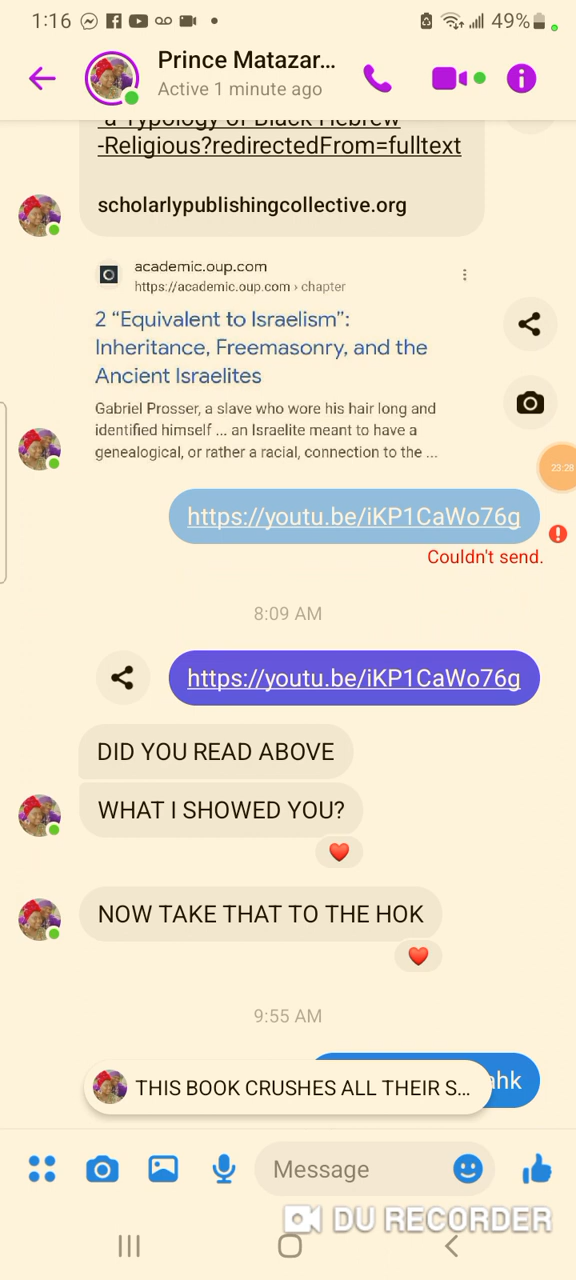 1:16
49%
Prince Matazar...
Active 1 minute ago
-a Typology of Black Hebrew
-Religious?redirectedFrom=fulltext
scholarlypublishingcollective.org
academic.oup.com
https://academic.oup.com › chapter
2 “Equivalent to Israelism”:
Inheritance, Freemasonry, and the
Ancient Israelites
Gabriel Prosser, a slave who wore his hair long and
identified himself ... an Israelite meant to have a
genealogical, or rather a racial, connection to the ...
23:28
https://youtu.be/iKP1CaWo76g
Couldn't send.
8:09 AM
https://youtu.be/iKP1CaWo76g
DID YOU READ ABOVE
WHAT I SHOWED YOU?
NOW TAKE THAT TO THE HOK
9:55 AM
ahk
THIS BOOK CRUSHES ALL THEIR S...
Message
DU RECORDER